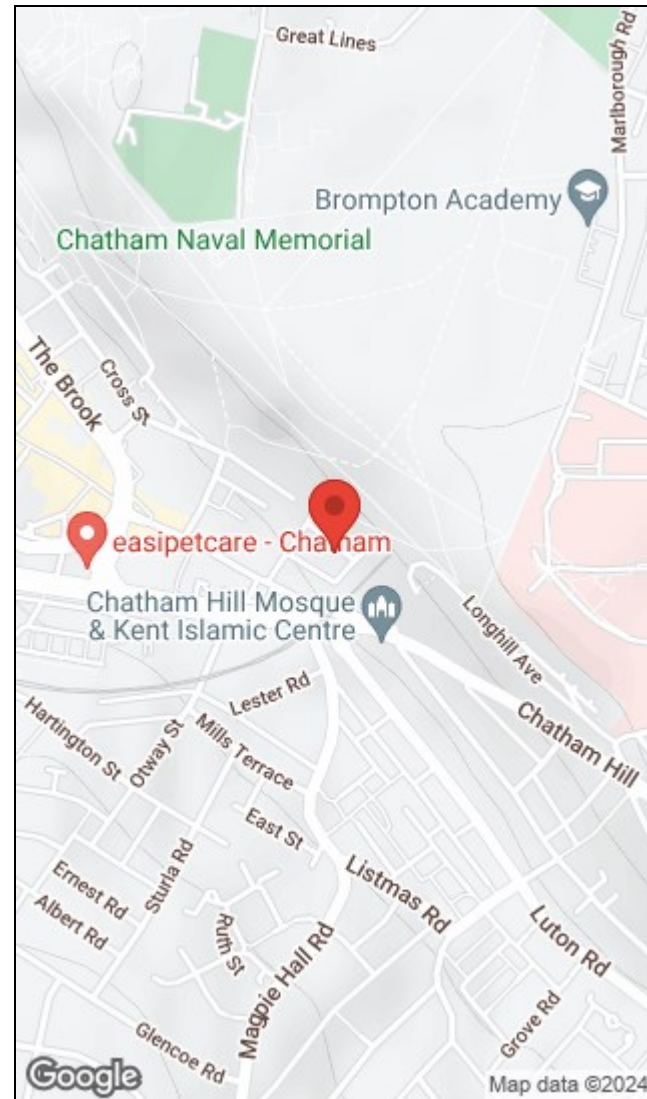 Great Lines
Marlborough Rd
Brompton Academy
Chatham Naval Memorial
The Brook
Cross St
easipetcare - Chatham
Chatham Hill Mosque
& Kent Islamic Centre
Longhill Ave
Lester Rd
Chatham Hill
Hartington St
Otway St
Mills Terrace
East St
Sturla Rd
Listmas Rd
Ernest Rd
Albert Rd
Ruth St
Luton Rd
Magpie Hall Rd
Grove Rd
Glencoe Rd
Google
Map data ©2024